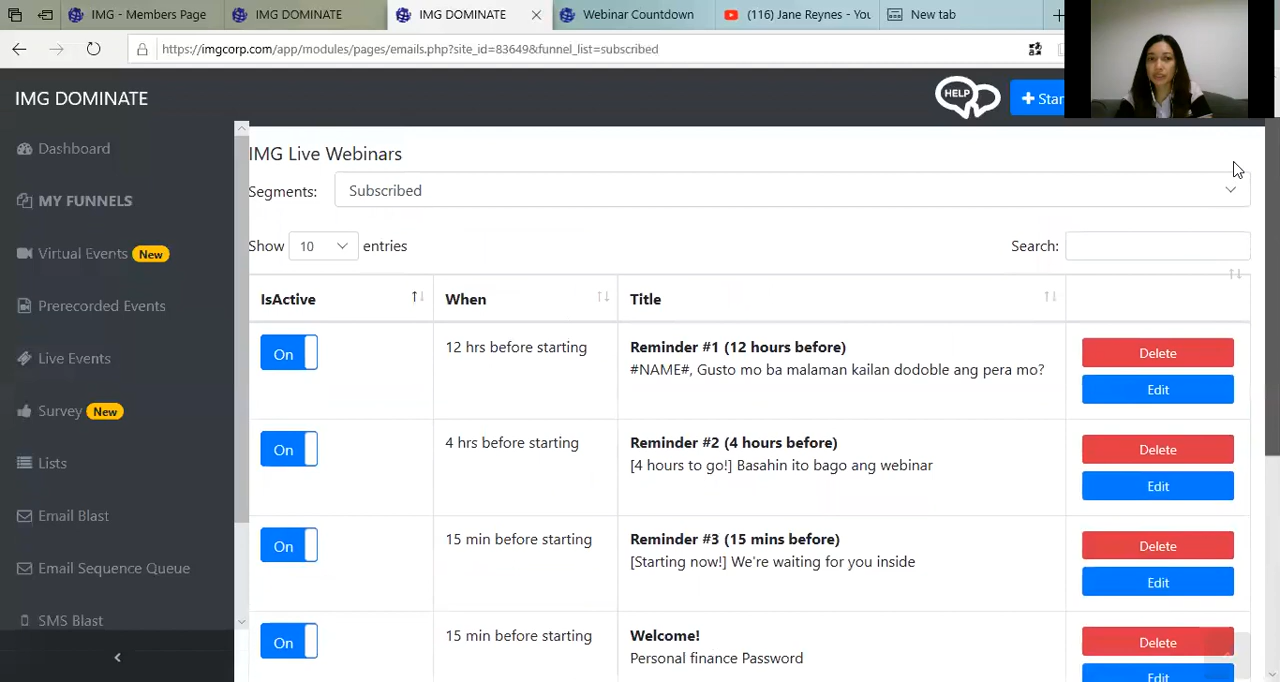 IMG - Members Page
IMG DOMINATE
IMG DOMINATE
Webinar Countdown
(116) Jane Reynes - You
New tab
https://imgcorp.com/app/modules/pages/emails.php?site_id=83649&funnel_list=subscribed
IMG DOMINATE
HELP
Dashboard
MY FUNNELS
Virtual Events New
Prerecorded Events
Live Events
Survey New
Lists
Email Blast
Email Sequence Queue
SMS Blast
IMG Live Webinars
Segments: Subscribed
Show 10 entries
Search:
IsActive When Title
On 12 hrs before starting Reminder #1 (12 hours before) Delete
#NAME#, Gusto mo ba malaman kailan dodoble ang pera mo? Edit
On 4 hrs before starting Reminder #2 (4 hours before) Delete
[4 hours to go!] Basahin ito bago ang webinar Edit
On 15 min before starting Reminder #3 (15 mins before) Delete
[Starting now!] We're waiting for you inside Edit
On 15 min before starting Welcome! Delete
Personal finance Password Edit